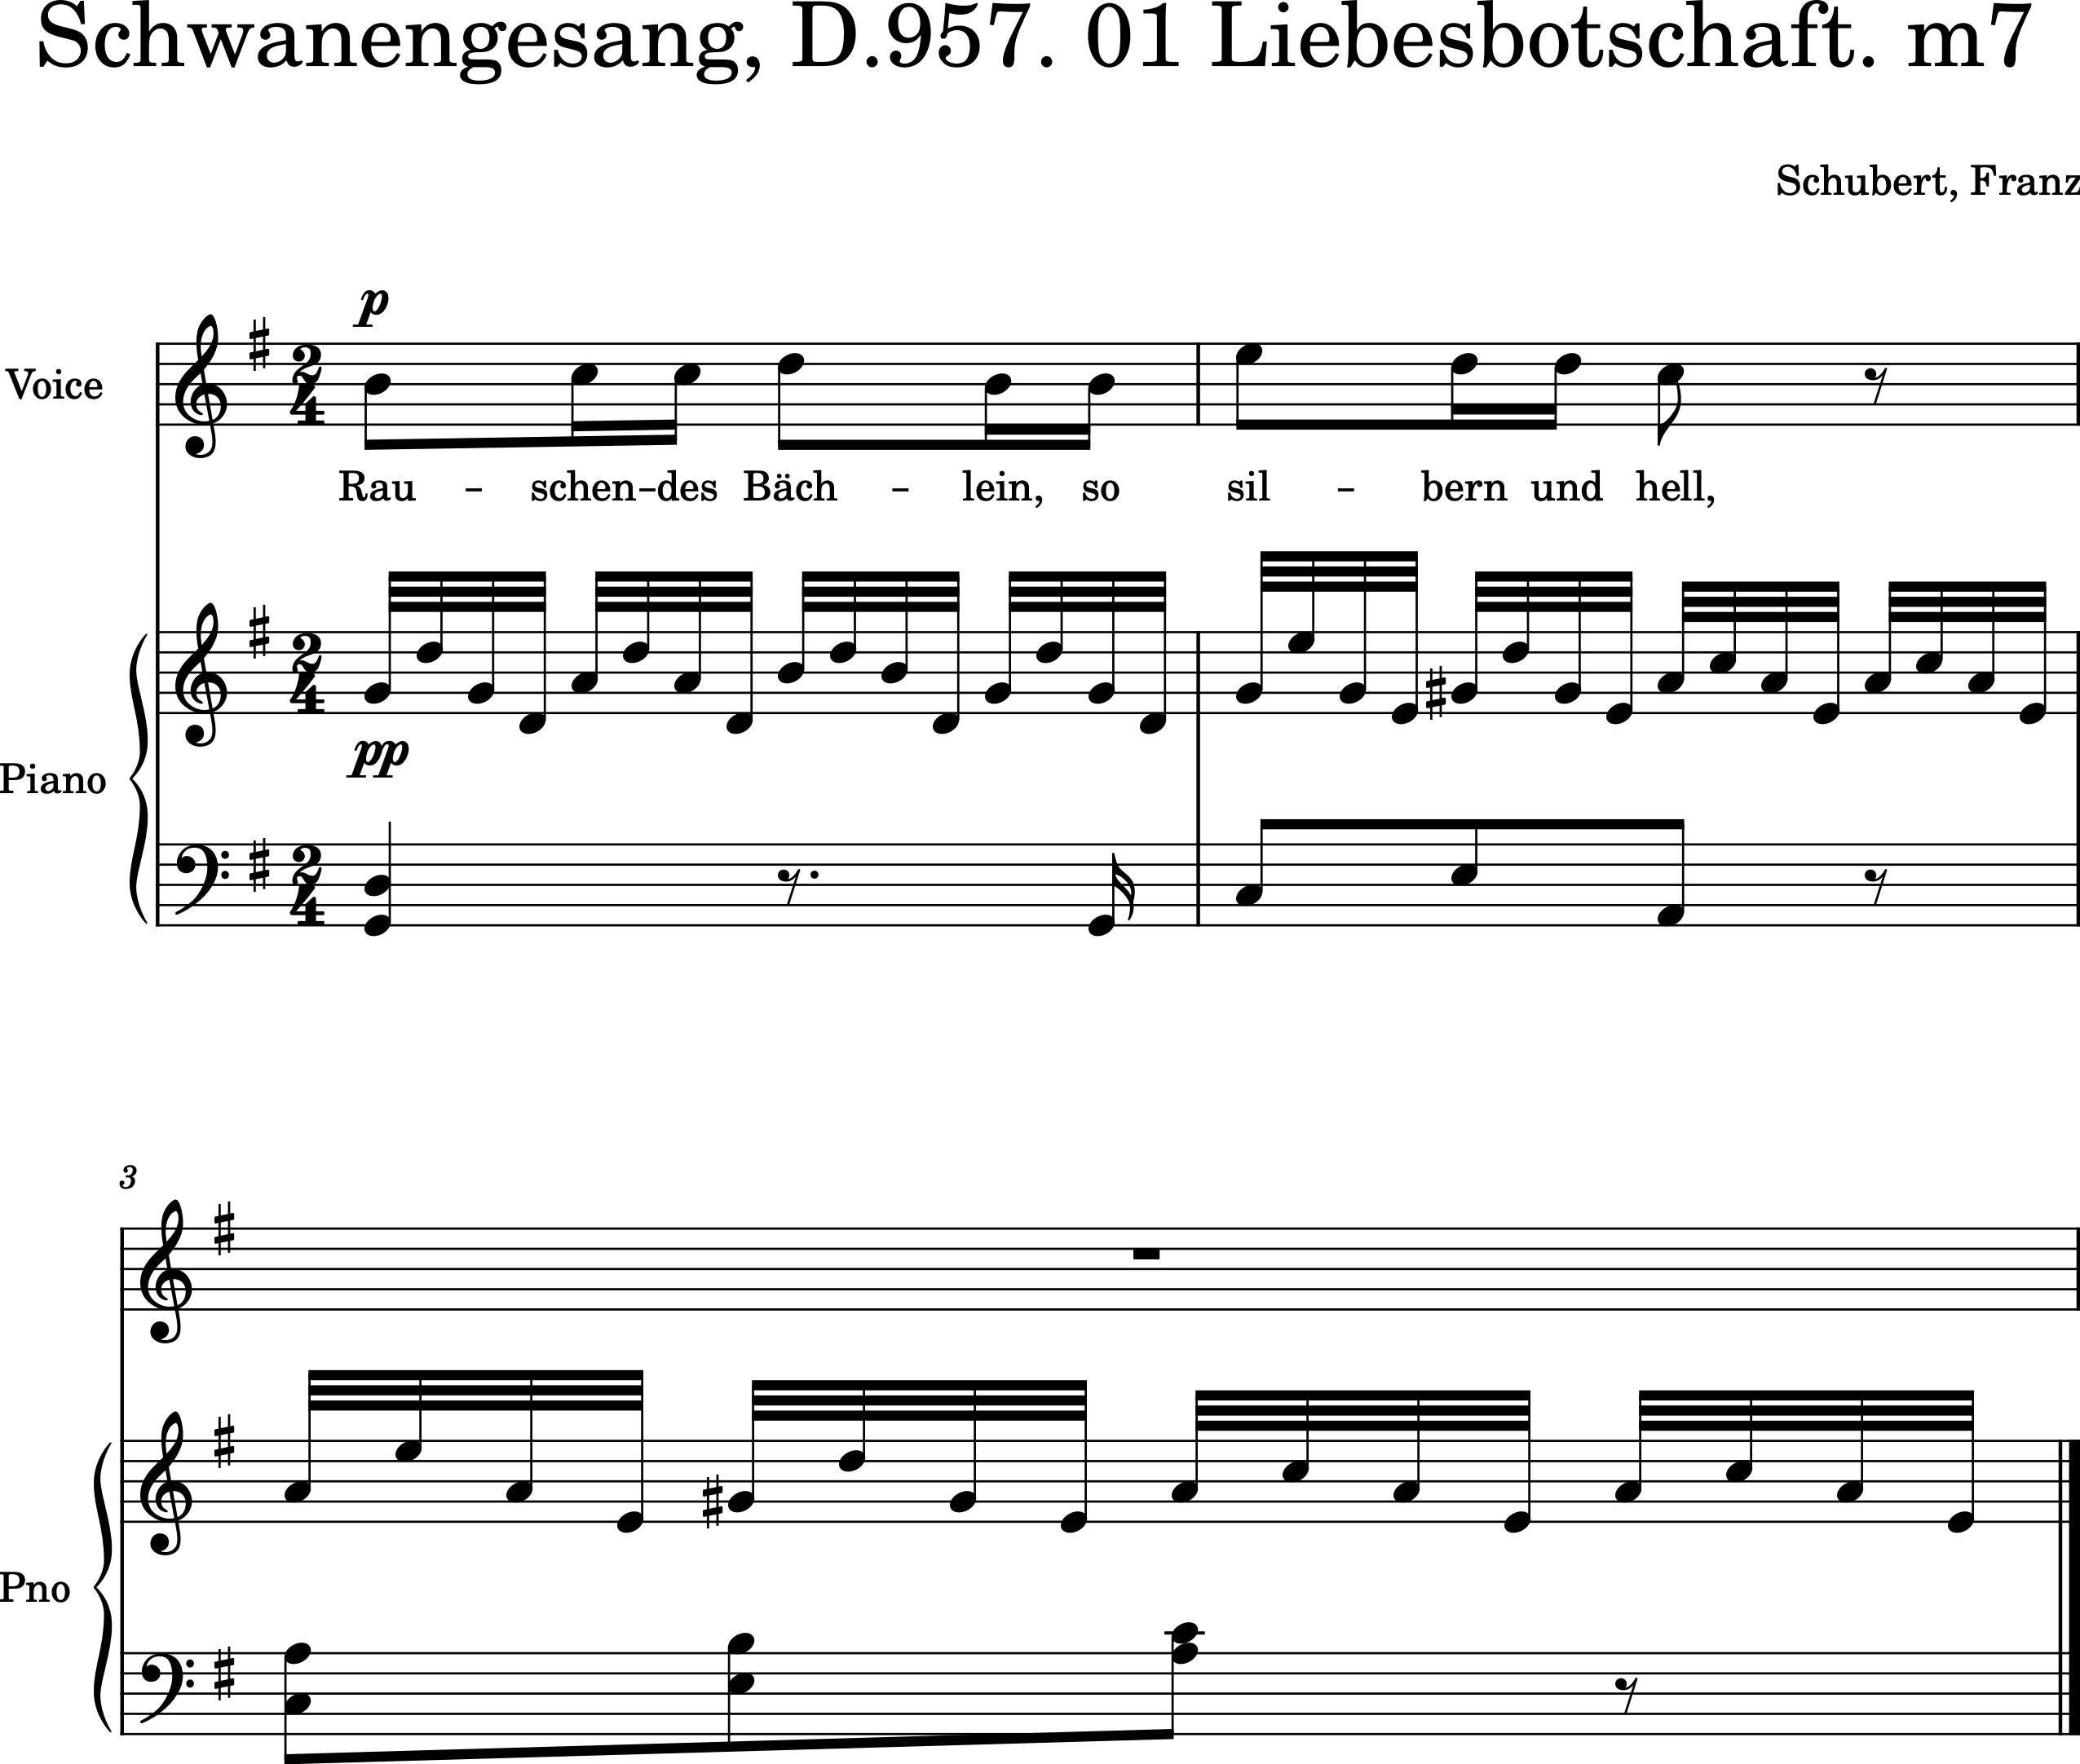 Schwanengesang, D.957. 01 Liebesbotschaft. m7
Schubert, Franz
p
Voice
Rau - schen-des Bäch - lein, so sil - bern und hell,
pp
Piano
3
Pno